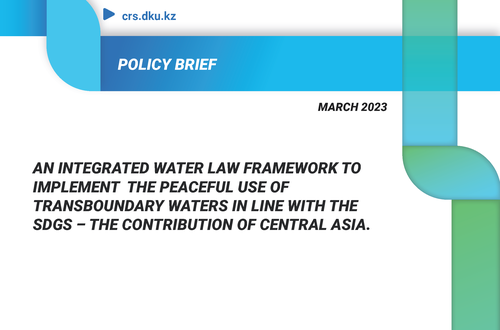 crs.dku.kz
POLICY BRIEF
MARCH 2023
AN INTEGRATED WATER LAW FRAMEWORK TO
IMPLEMENT THE PEACEFUL USE OF
TRANSBOUNDARY WATERS IN LINE WITH THE
SDGS – THE CONTRIBUTION OF CENTRAL ASIA.